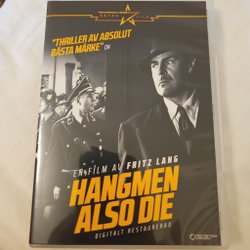 "THRILLER AV ABSOLUT
BÄSTA MÄRKE" DN
EN FILM AV FRITZ LANG
HANGMEN
ALSO DIE
DIGITALT RESTAURERAD